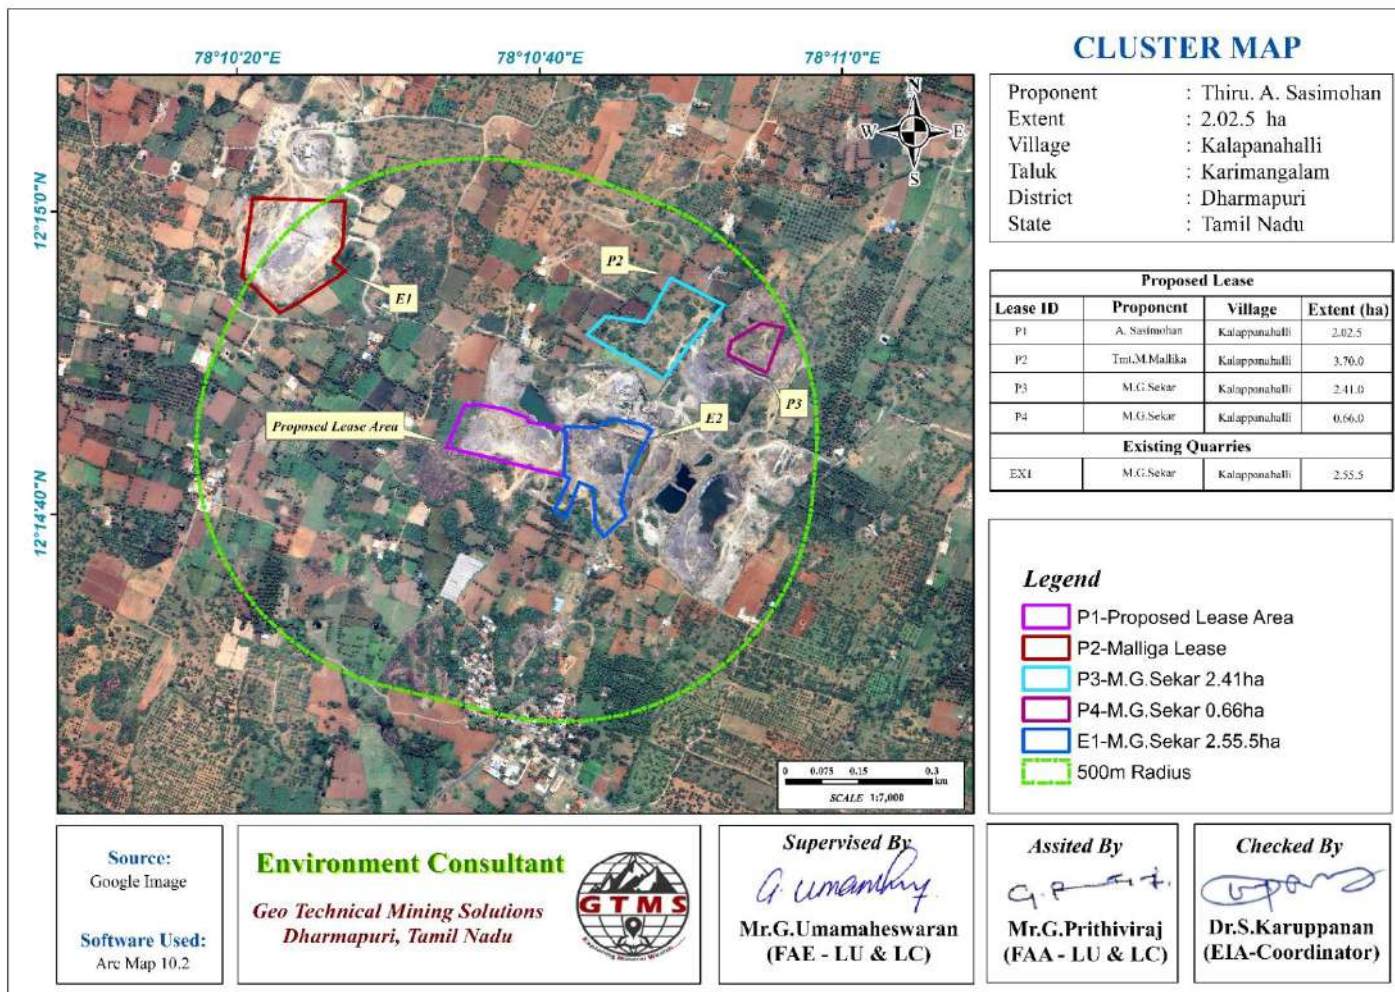 CLUSTER MAP
78°10'20"E 78°10'40"E 78°11'0"E
12°15'0"N
12°14'40"N
N
W E
S
P2
E1
P3
E2
Proposed Lease Area
0 0.075 0.15 0.3
km
SCALE 1:7,000
Proponent : Thiru. A. Sasimohan
Extent : 2.02.5 ha
Village : Kalapanahalli
Taluk : Karimangalam
District : Dharmapuri
State : Tamil Nadu
Proposed Lease
Lease ID Proponent Village Extent (ha)
P1 A. Sasimohan Kalappanahalli 2.02.5
P2 Tmt.M.Mallika Kalappanahalli 3.70.0
P3 M.G.Sekar Kalappanahalli 2.41.0
P4 M.G.Sekar Kalappanahalli 0.66.0
Existing Quarries
EX1 M.G.Sekar Kalappanahalli 2.55.5
Legend
P1-Proposed Lease Area
P2-Malliga Lease
P3-M.G.Sekar 2.41ha
P4-M.G.Sekar 0.66ha
E1-M.G.Sekar 2.55.5ha
500m Radius
Source:
Google Image
Software Used:
Arc Map 10.2
Environment Consultant
Geo Technical Mining Solutions
Dharmapuri, Tamil Nadu
GTMS
Supervised By
G. Umamhy
Mr.G.Umamaheswaran
(FAE - LU & LC)
Assited By
Mr.G.Prithiviraj
(FAA - LU & LC)
Checked By
Dr.S.Karuppanan
(EIA-Coordinator)